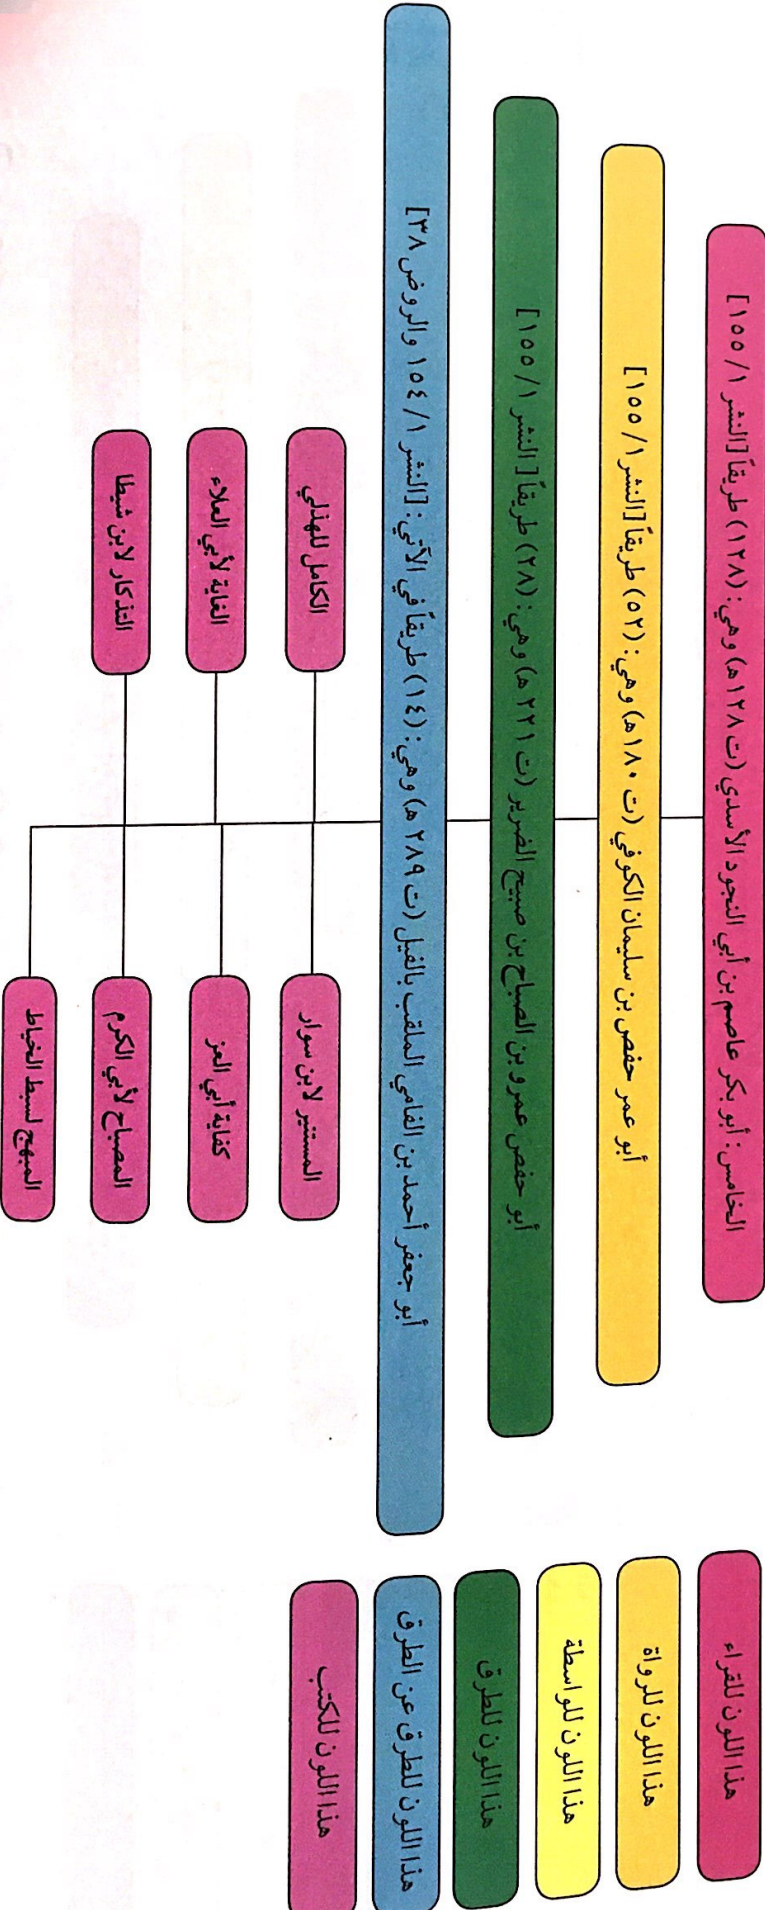 الخامس: أبو بكر عاصم بن أبي النجود الأسدي (ت ١٢٨ هـ) وهي: (١٢٨) طريقاً [النشر ١/ ١٥٥]
أبو عمر حفص بن سليمان الكوفي (ت ١٨٠ هـ) وهي: (٥٢) طريقاً [النشر ١/ ١٥٥]
أبو حفص عمرو بن الصباح بن صبيح الضرير (ت ٢٢١ هـ) وهي: (٢٨) طريقاً [النشر ١/ ١٥٥]
أبو جعفر أحمد بن الفامي الملقب بالفيل (ت ٢٨٩ هـ) وهي: (١٤) طريقاً في الآتي: [النشر ١/ ١٥٤ والروض ٣٨]
المستنير لابن سوار
الكامل للهذلي
كفاية أبي العز
الغاية لأبي العلاء
المصباح لأبي الكرم
التذكار لابن شيطا
المبهج لسبط الخياط
هذا اللون للقراء
هذا اللون للرواة
هذا اللون للواسطة
هذا اللون للطرق
هذا اللون للطرق عن الطرق
هذا اللون للكتب